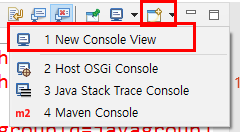 1 New Console View
2 Host OSGi Console
3 Java Stack Trace Console
m2 4 Maven Console